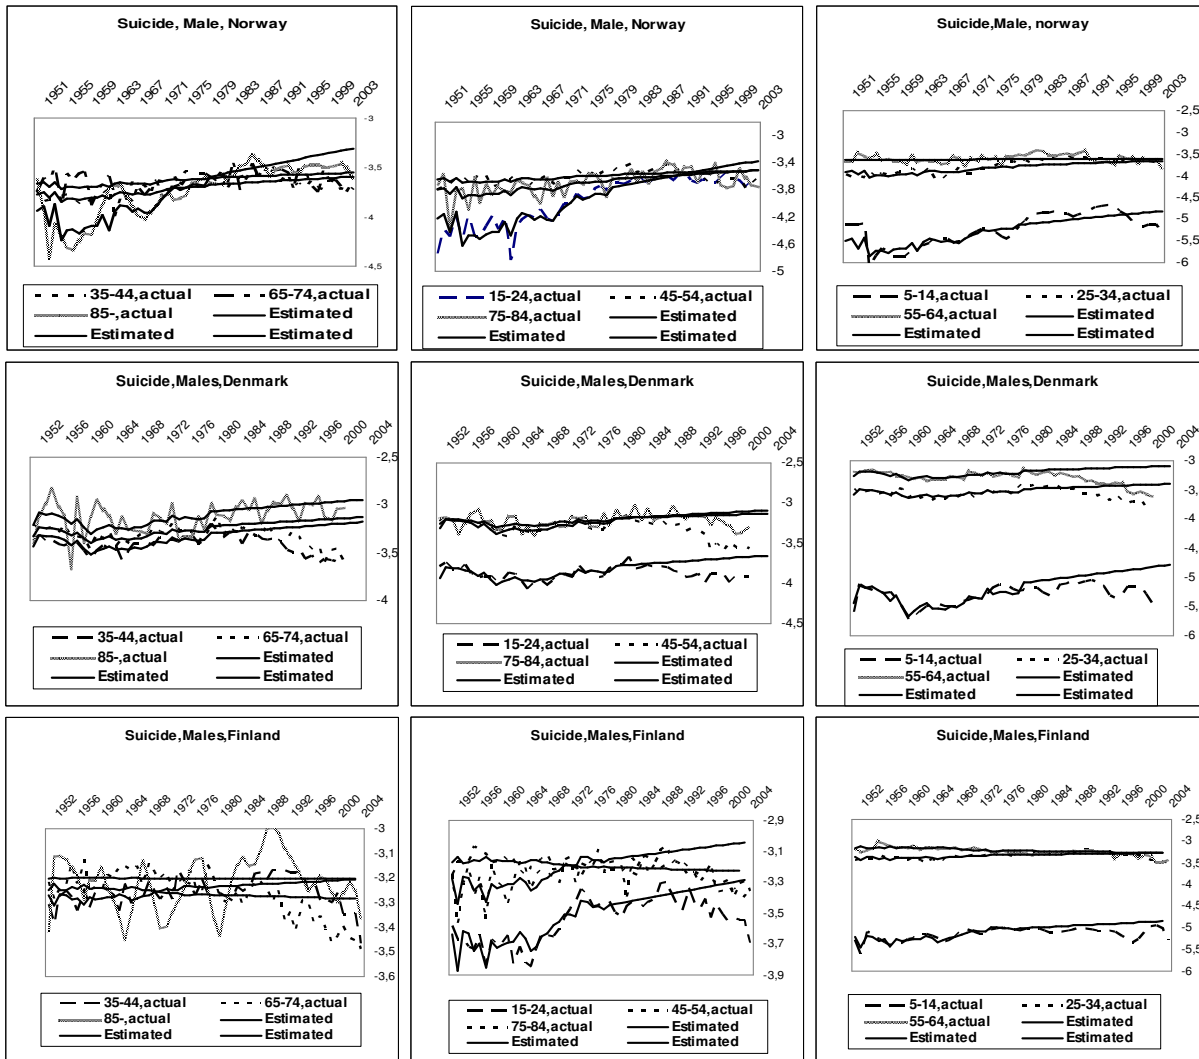 Suicide, Male, Norway
1951 1955 1959 1963 1967 1971 1975 1979 1983 1987 1991 1995 1999 2003
-3
-3,5
-4
-4,5
35-44,actual 65-74,actual
85-,actual Estimated
Estimated Estimated
Suicide, Male, Norway
1951 1955 1959 1963 1967 1971 1975 1979 1983 1987 1991 1995 1999 2003
-3
-3,4
-3,8
-4,2
-4,6
-5
15-24,actual 45-54,actual
75-84,actual Estimated
Estimated Estimated
Suicide,Male, norway
1951 1955 1959 1963 1967 1971 1975 1979 1983 1987 1991 1995 1999 2003
-2,5
-3
-3,5
-4
-4,5
-5
-5,5
-6
5-14,actual 25-34,actual
55-64,actual Estimated
Estimated Estimated
Suicide,Males,Denmark
1952 1956 1960 1964 1968 1972 1976 1980 1984 1988 1992 1996 2000 2004
-2,5
-3
-3,5
-4
35-44,actual 65-74,actual
85-,actual Estimated
Estimated Estimated
Suicide,Males,Denmark
1952 1956 1960 1964 1968 1972 1976 1980 1984 1988 1992 1996 2000 2004
-2,5
-3
-3,5
-4
-4,5
15-24,actual 45-54,actual
75-84,actual Estimated
Estimated Estimated
Suicide,Males,Denmark
1952 1956 1960 1964 1968 1972 1976 1980 1984 1988 1992 1996 2000 2004
-3
-3,
-4
-4,
-5
-5,
-6
5-14,actual 25-34,actual
55-64,actual Estimated
Estimated Estimated
Suicide,Males,Finland
1952 1956 1960 1964 1968 1972 1976 1980 1984 1988 1992 1996 2000 2004
-3
-3,1
-3,2
-3,3
-3,4
-3,5
-3,6
35-44,actual 65-74,actual
85-,actual Estimated
Estimated Estimated
Suicide,Males,Finland
1952 1956 1960 1964 1968 1972 1976 1980 1984 1988 1992 1996 2000 2004
-2,9
-3,1
-3,3
-3,5
-3,7
-3,9
15-24,actual 45-54,actual
75-84,actual Estimated
Estimated Estimated
Suicide,Males,Finland
1952 1956 1960 1964 1968 1972 1976 1980 1984 1988 1992 1996 2000 2004
-2,5
-3
-3,5
-4
-4,5
-5
-5,5
-6
5-14,actual 25-34,actual
55-64,actual Estimated
Estimated Estimated